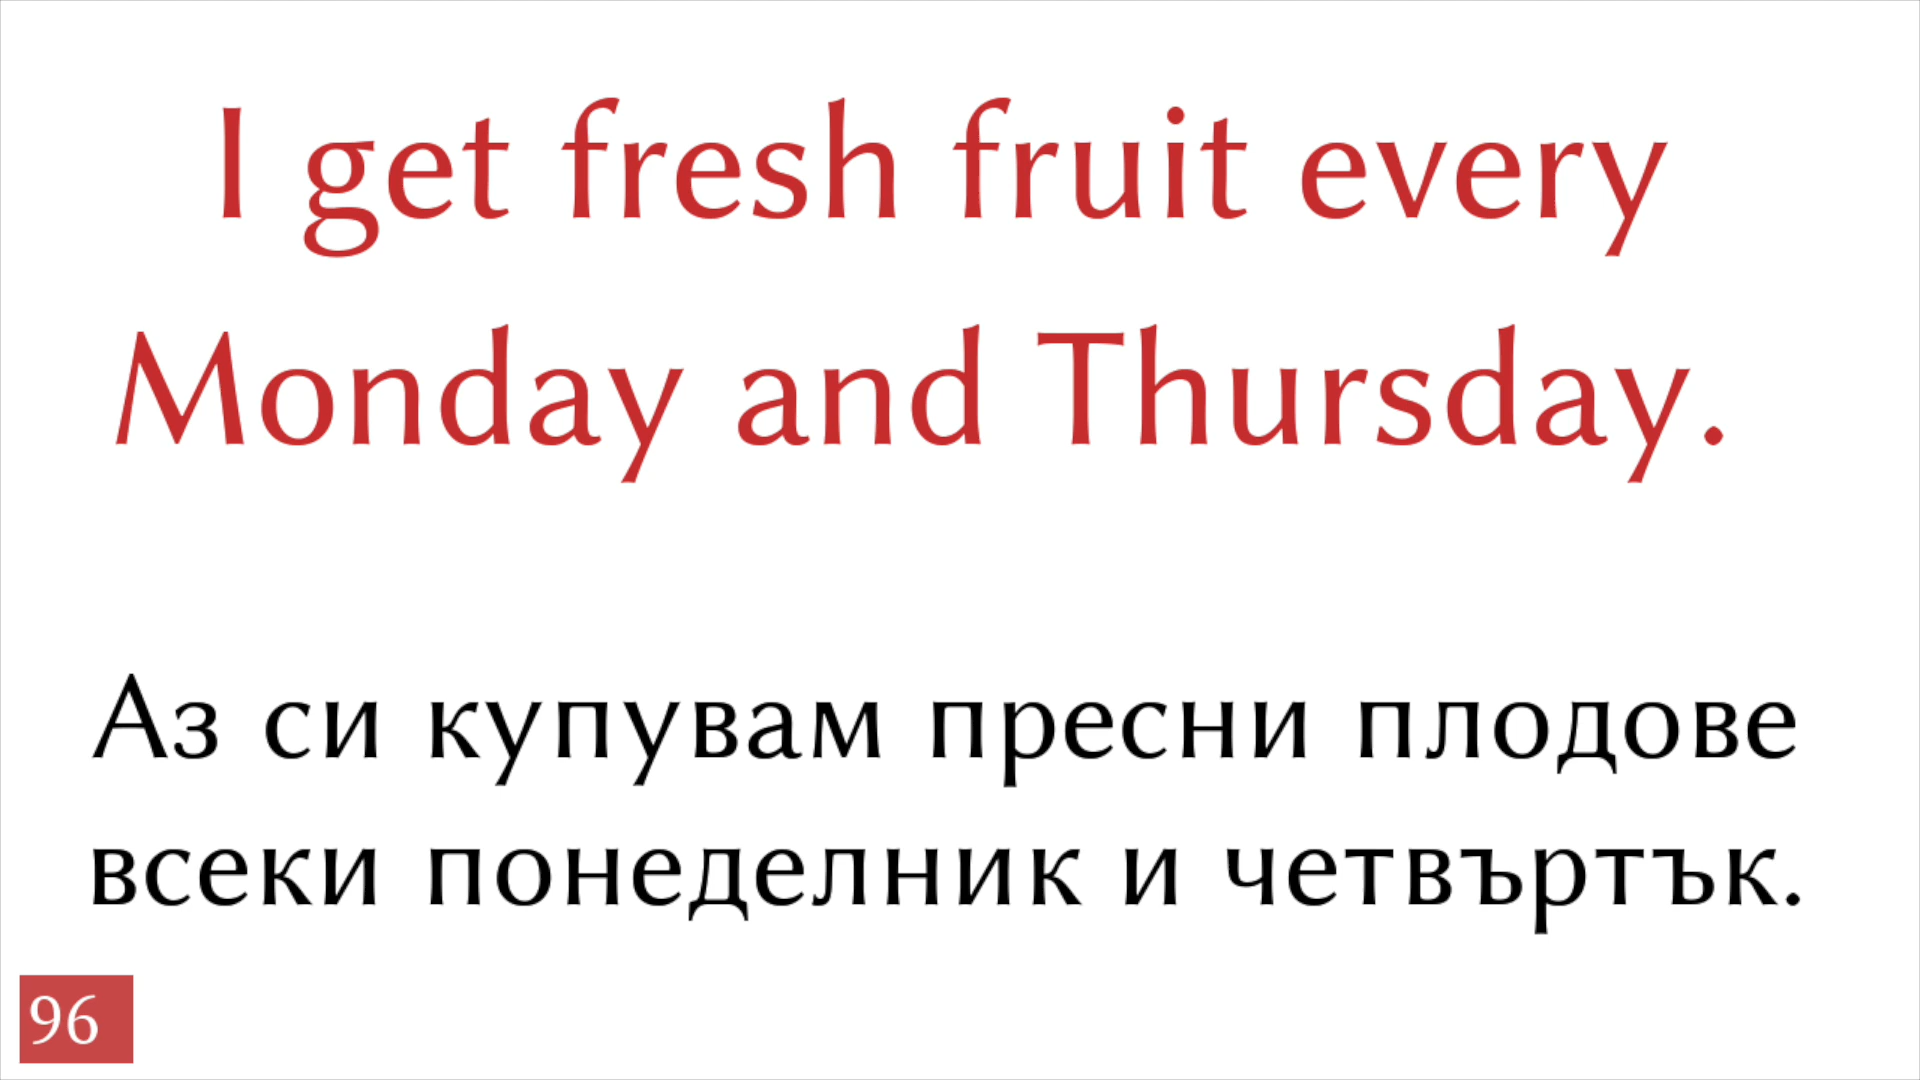 I get fresh fruit every
Monday and Thursday.
Аз си купувам пресни плодове
всеки понеделник и четвъртък.
96